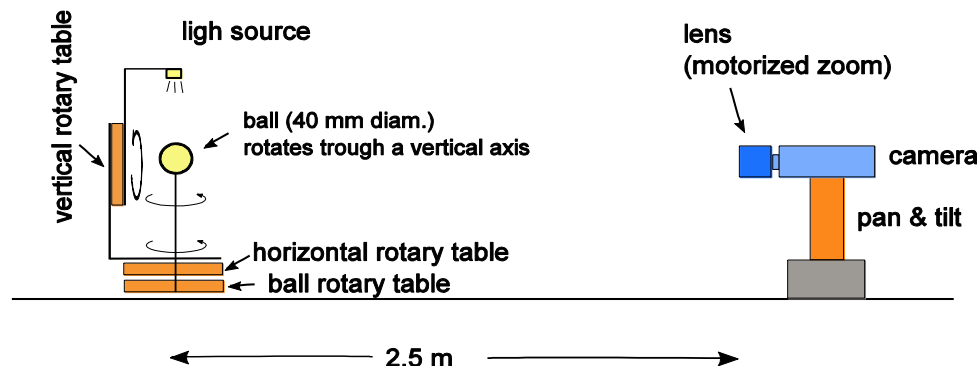 ligh source
lens
(motorized zoom)
vertical rotary table
ball (40 mm diam.)
rotates trough a vertical axis
camera
pan & tilt
horizontal rotary table
ball rotary table
2.5 m